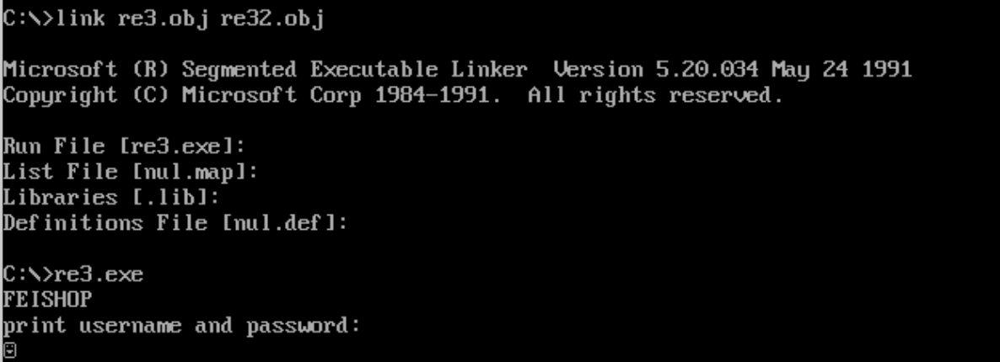 C:\>link re3.obj re32.obj
Microsoft (R) Segmented Executable Linker  Version 5.20.034 May 24 1991
Copyright (C) Microsoft Corp 1984-1991.  All rights reserved.
Run File [re3.exe]:
List File [nul.map]:
Libraries [.lib]:
Definitions File [nul.def]:
C:\>re3.exe
FEISHOP
print username and password:
☺